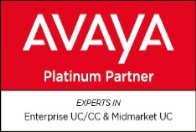 AVAYA
Platinum Partner
EXPERTS IN
Enterprise UC/CC & Midmarket UC